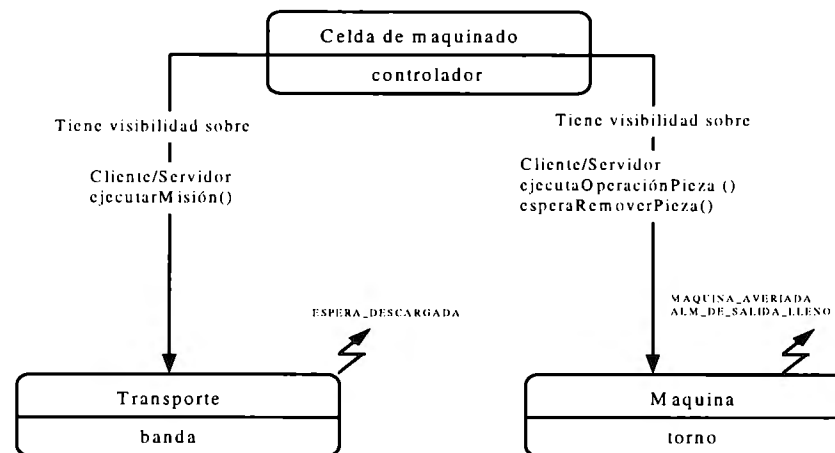 Celda de maquinado
controlador
Tiene visibilidad sobre
Cliente/Servidor
ejecutarMisión()
Tiene visibilidad sobre
Cliente/Servidor
ejecutaOperaciónPieza ()
esperaRemoverPieza()
ESPERA_DESCARGADA
MAQUINA_AVERIADA
ALM_DE_SALIDA_LLENO
Transporte
banda
Maquina
torno